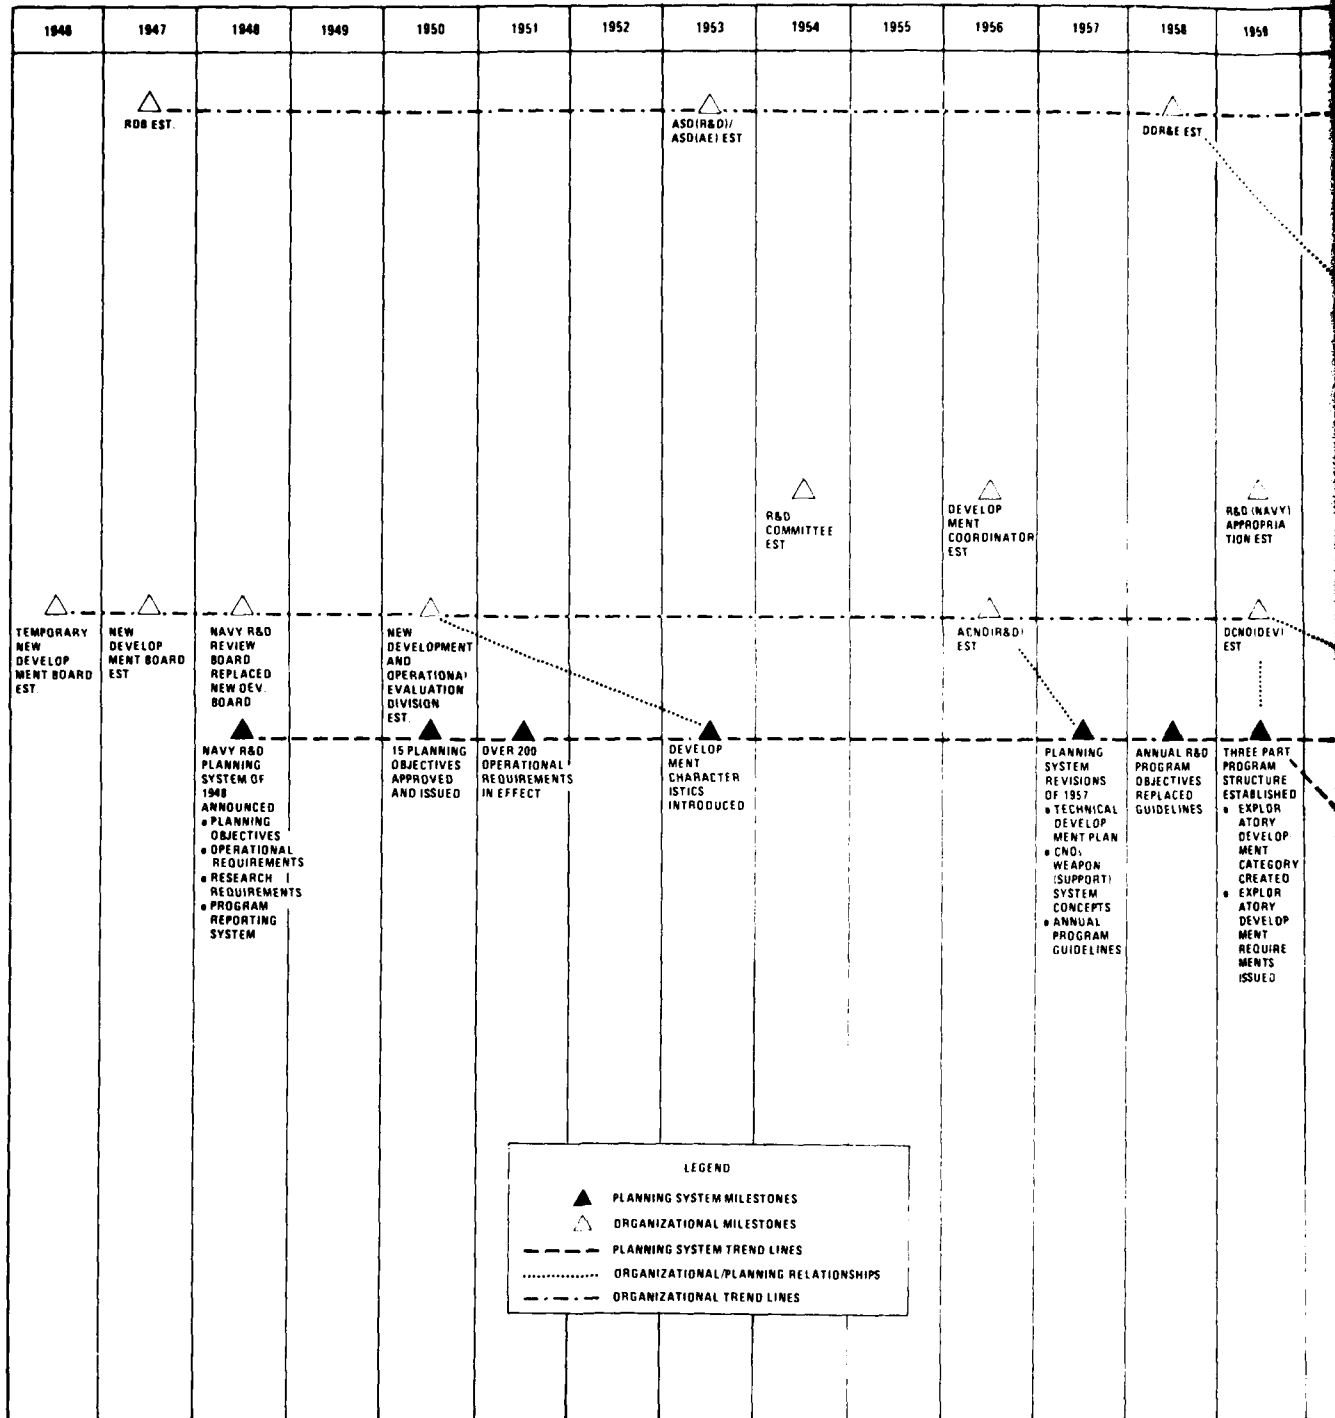 1946 1947 1948 1949 1950 1951 1952 1953 1954 1955 1956 1957 1958 1959
RDB EST.
ASD(R&D)/
ASD(AE) EST
DDR&E EST
R&D
COMMITTEE
EST
DEVELOP
MENT
COORDINATOR
EST
R&D (NAVY)
APPROPRIA
TION EST
TEMPORARY
NEW
DEVELOP
MENT BOARD
EST.
NEW
DEVELOP
MENT BOARD
EST
NAVY R&D
REVIEW
BOARD
REPLACED
NEW DEV.
BOARD
NEW
DEVELOPMENT
AND
OPERATIONAL
EVALUATION
DIVISION
EST.
ACNO(R&D)
EST
DCNO(DEV)
EST
NAVY R&D
PLANNING
SYSTEM OF
1948
ANNOUNCED
• PLANNING
OBJECTIVES
• OPERATIONAL
REQUIREMENTS
• RESEARCH
REQUIREMENTS
• PROGRAM
REPORTING
SYSTEM
15 PLANNING
OBJECTIVES
APPROVED
AND ISSUED
OVER 200
OPERATIONAL
REQUIREMENTS
IN EFFECT
DEVELOP
MENT
CHARACTER
ISTICS
INTRODUCED
PLANNING
SYSTEM
REVISIONS
OF 1957
• TECHNICAL
DEVELOP
MENT PLAN
• CNO,
WEAPON
(SUPPORT)
SYSTEM
CONCEPTS
• ANNUAL
PROGRAM
GUIDELINES
ANNUAL R&D
PROGRAM
OBJECTIVES
REPLACED
GUIDELINES
THREE PART
PROGRAM
STRUCTURE
ESTABLISHED
• EXPLOR
ATORY
DEVELOP-
MENT
CATEGORY
CREATED
• EXPLOR
ATORY
DEVELOP
MENT
REQUIRE
MENTS
ISSUED
LEGEND
PLANNING SYSTEM MILESTONES
ORGANIZATIONAL MILESTONES
PLANNING SYSTEM TREND LINES
ORGANIZATIONAL/PLANNING RELATIONSHIPS
ORGANIZATIONAL TREND LINES